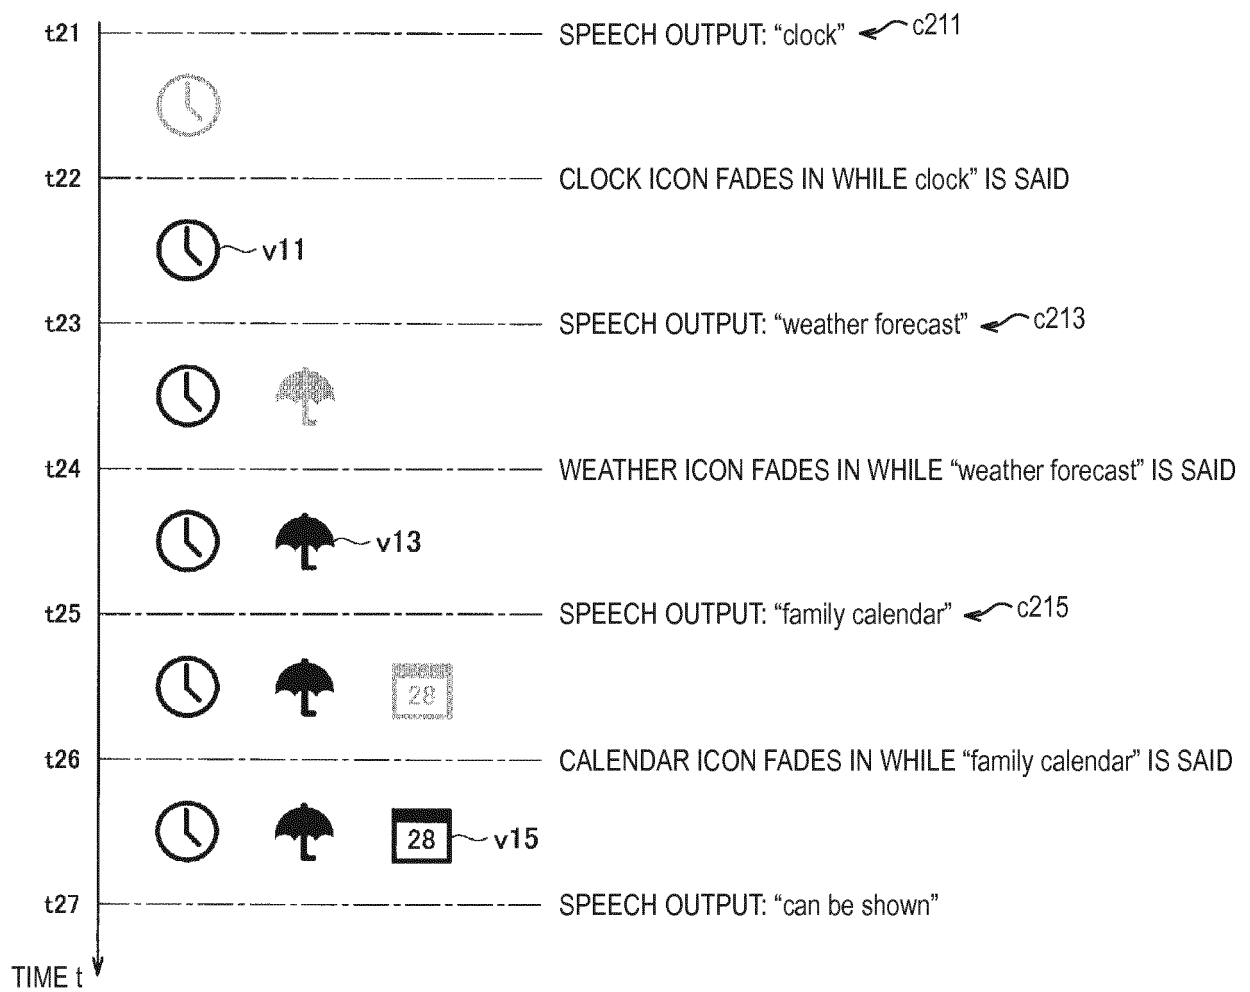 t21 SPEECH OUTPUT: “clock” c211
t22 CLOCK ICON FADES IN WHILE clock” IS SAID
v11
t23 SPEECH OUTPUT: “weather forecast” c213
t24 WEATHER ICON FADES IN WHILE “weather forecast” IS SAID
v13
t25 SPEECH OUTPUT: “family calendar” c215
28
t26 CALENDAR ICON FADES IN WHILE “family calendar” IS SAID
28 v15
t27 SPEECH OUTPUT: “can be shown”
TIME t